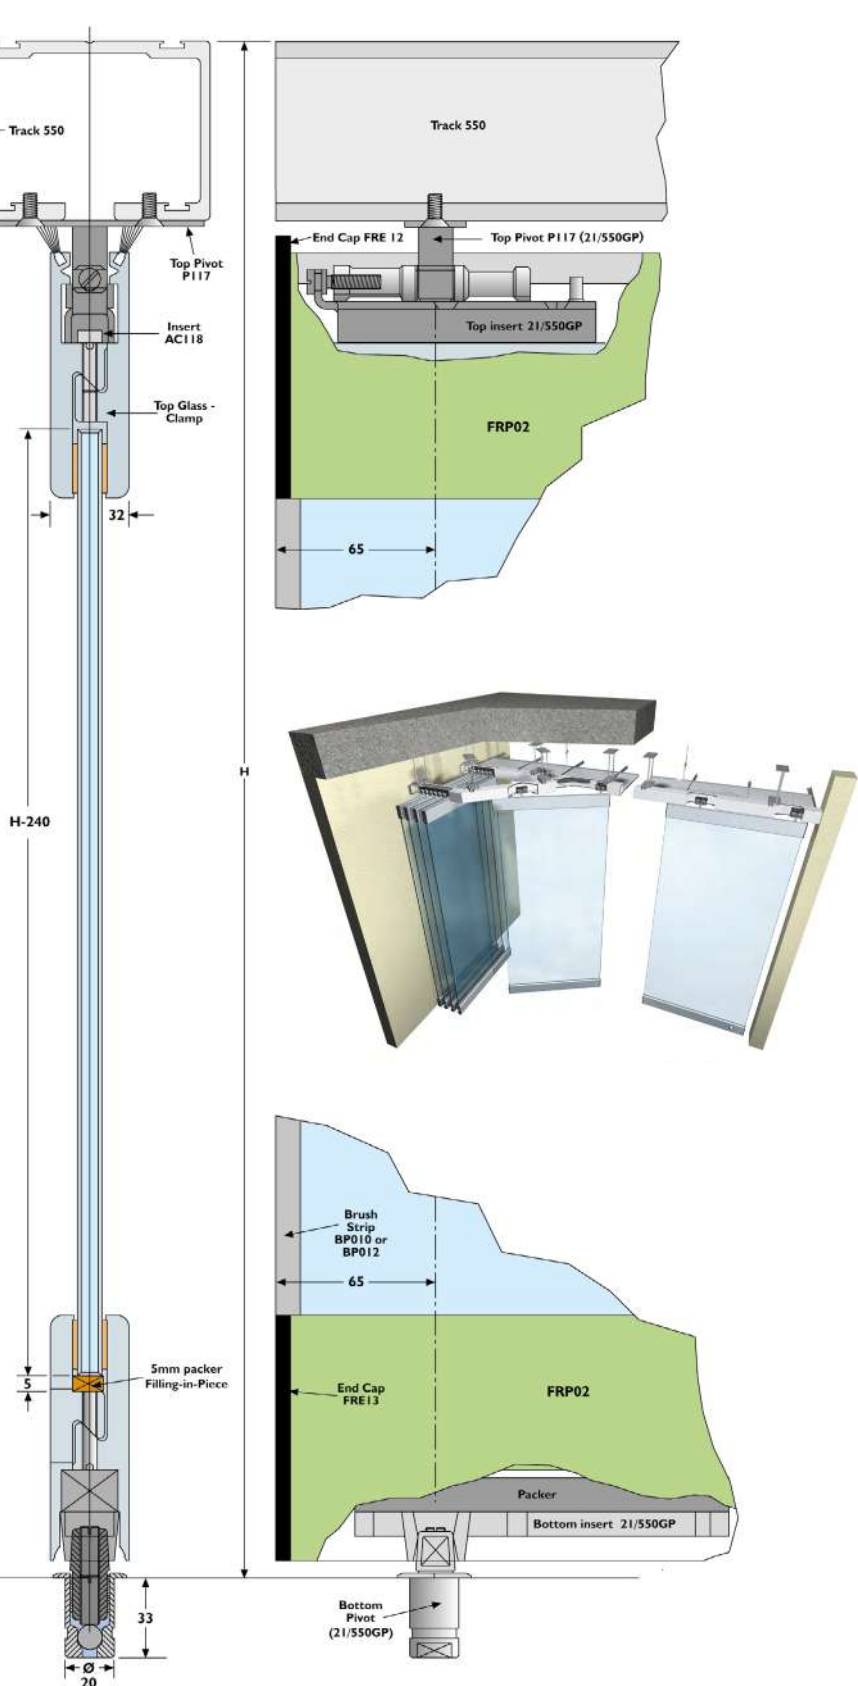 Track 550
Track 550
End Cap FRE 12
Top Pivot P117 (21/550GP)
Top Pivot
P117
Insert
AC118
Top insert 21/550GP
Top Glass -
Clamp
FRP02
32
65
H
H-240
Brush
Strip
BP010 or
BP012
65
5mm packer
Filling-in-Piece
5
End Cap
FRE13
FRP02
Packer
Bottom insert 21/550GP
Bottom
Pivot
(21/550GP)
33
Ø
20